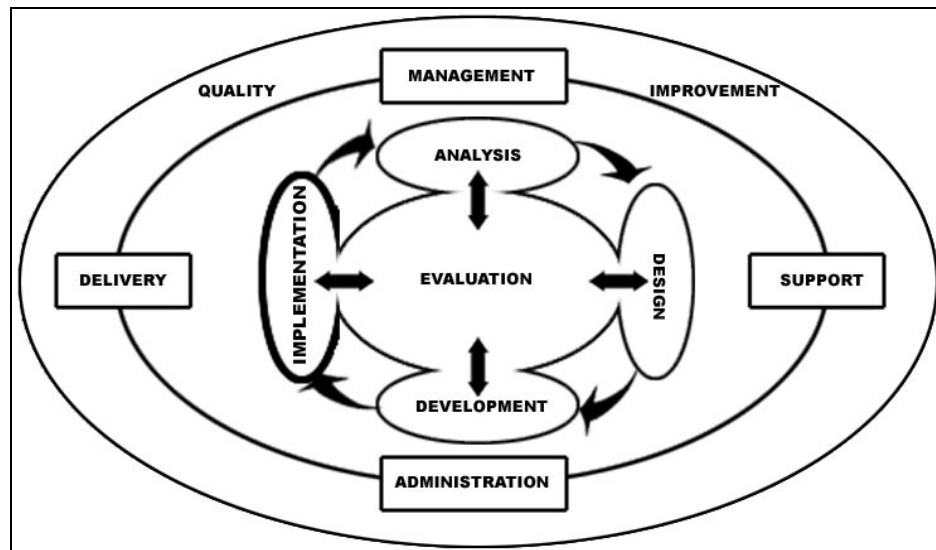 MANAGEMENT
QUALITY
IMPROVEMENT
ANALYSIS
IMPLEMENTATION
DELIVERY
EVALUATION
DESIGN
SUPPORT
DEVELOPMENT
ADMINISTRATION